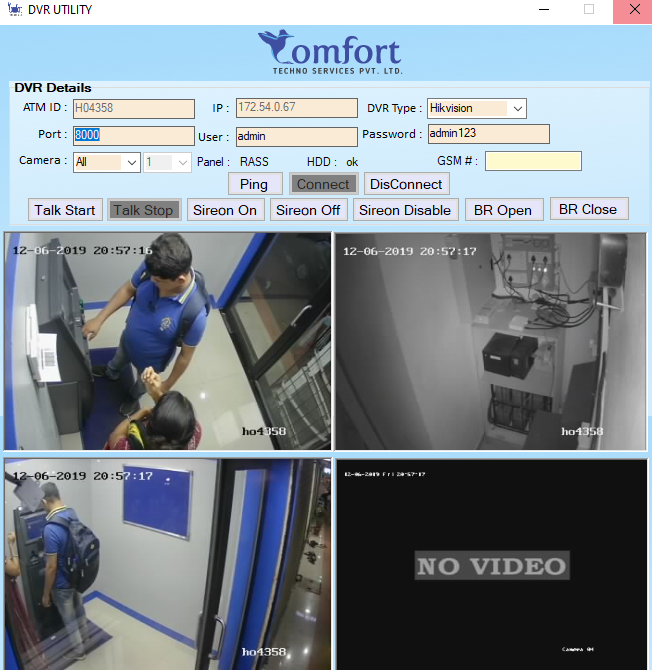 DVR UTILITY
Comfort
TECHNO SERVICES PVT. LTD.
DVR Details
ATM ID : H04358 IP : 172.54.0.67 DVR Type : Hikvision
Port : 8000 User : admin Password : admin123
Camera : All 1 Panel : RASS HDD : ok GSM # :
Ping Connect DisConnect
Talk Start Talk Stop Sireon On Sireon Off Sireon Disable BR Open BR Close
12-06-2019 20:57:16
12-06-2019 20:57:17
ho4358
ho4358
12-06-2019 20:57:17
12-06-2019 Fri 20:57:17
NO VIDEO
ho4358
Camera 04